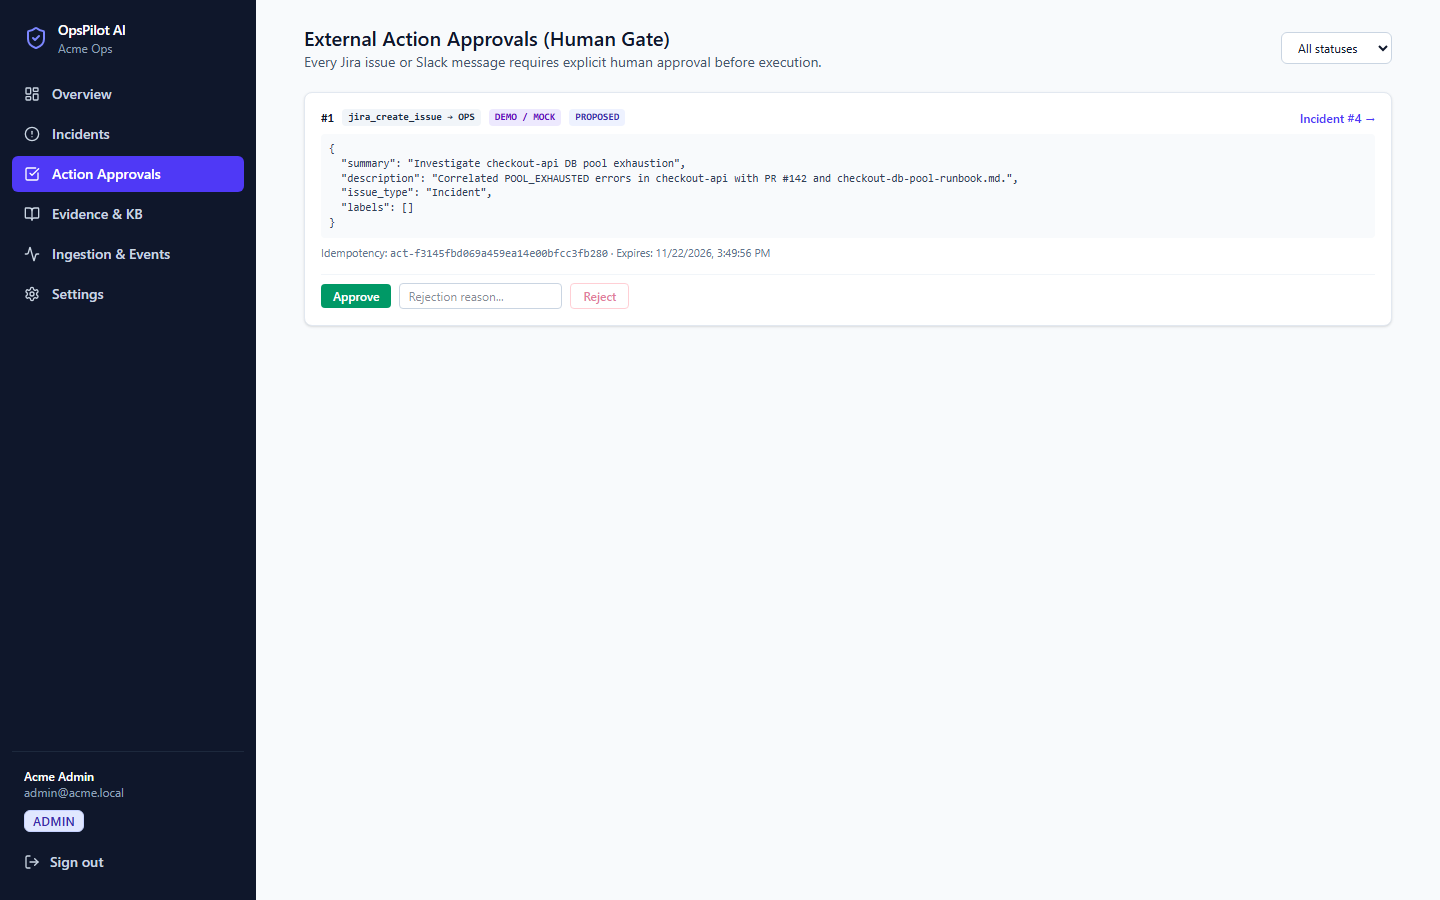 OpsPilot AI
Acme Ops
Overview
Incidents
Action Approvals
Evidence & KB
Ingestion & Events
Settings
Acme Admin
admin@acme.local
ADMIN
Sign out
External Action Approvals (Human Gate)
Every Jira issue or Slack message requires explicit human approval before execution.
All statuses
#1 jira_create_issue → OPS DEMO / MOCK PROPOSED Incident #4 →
{
"summary": "Investigate checkout-api DB pool exhaustion",
"description": "Correlated POOL_EXHAUSTED errors in checkout-api with PR #142 and checkout-db-pool-runbook.md.",
"issue_type": "Incident",
"labels": []
}
Idempotency: act-f3145fbd069a459ea14e00bfcc3fb280 · Expires: 11/22/2026, 3:49:56 PM
Approve Rejection reason... Reject